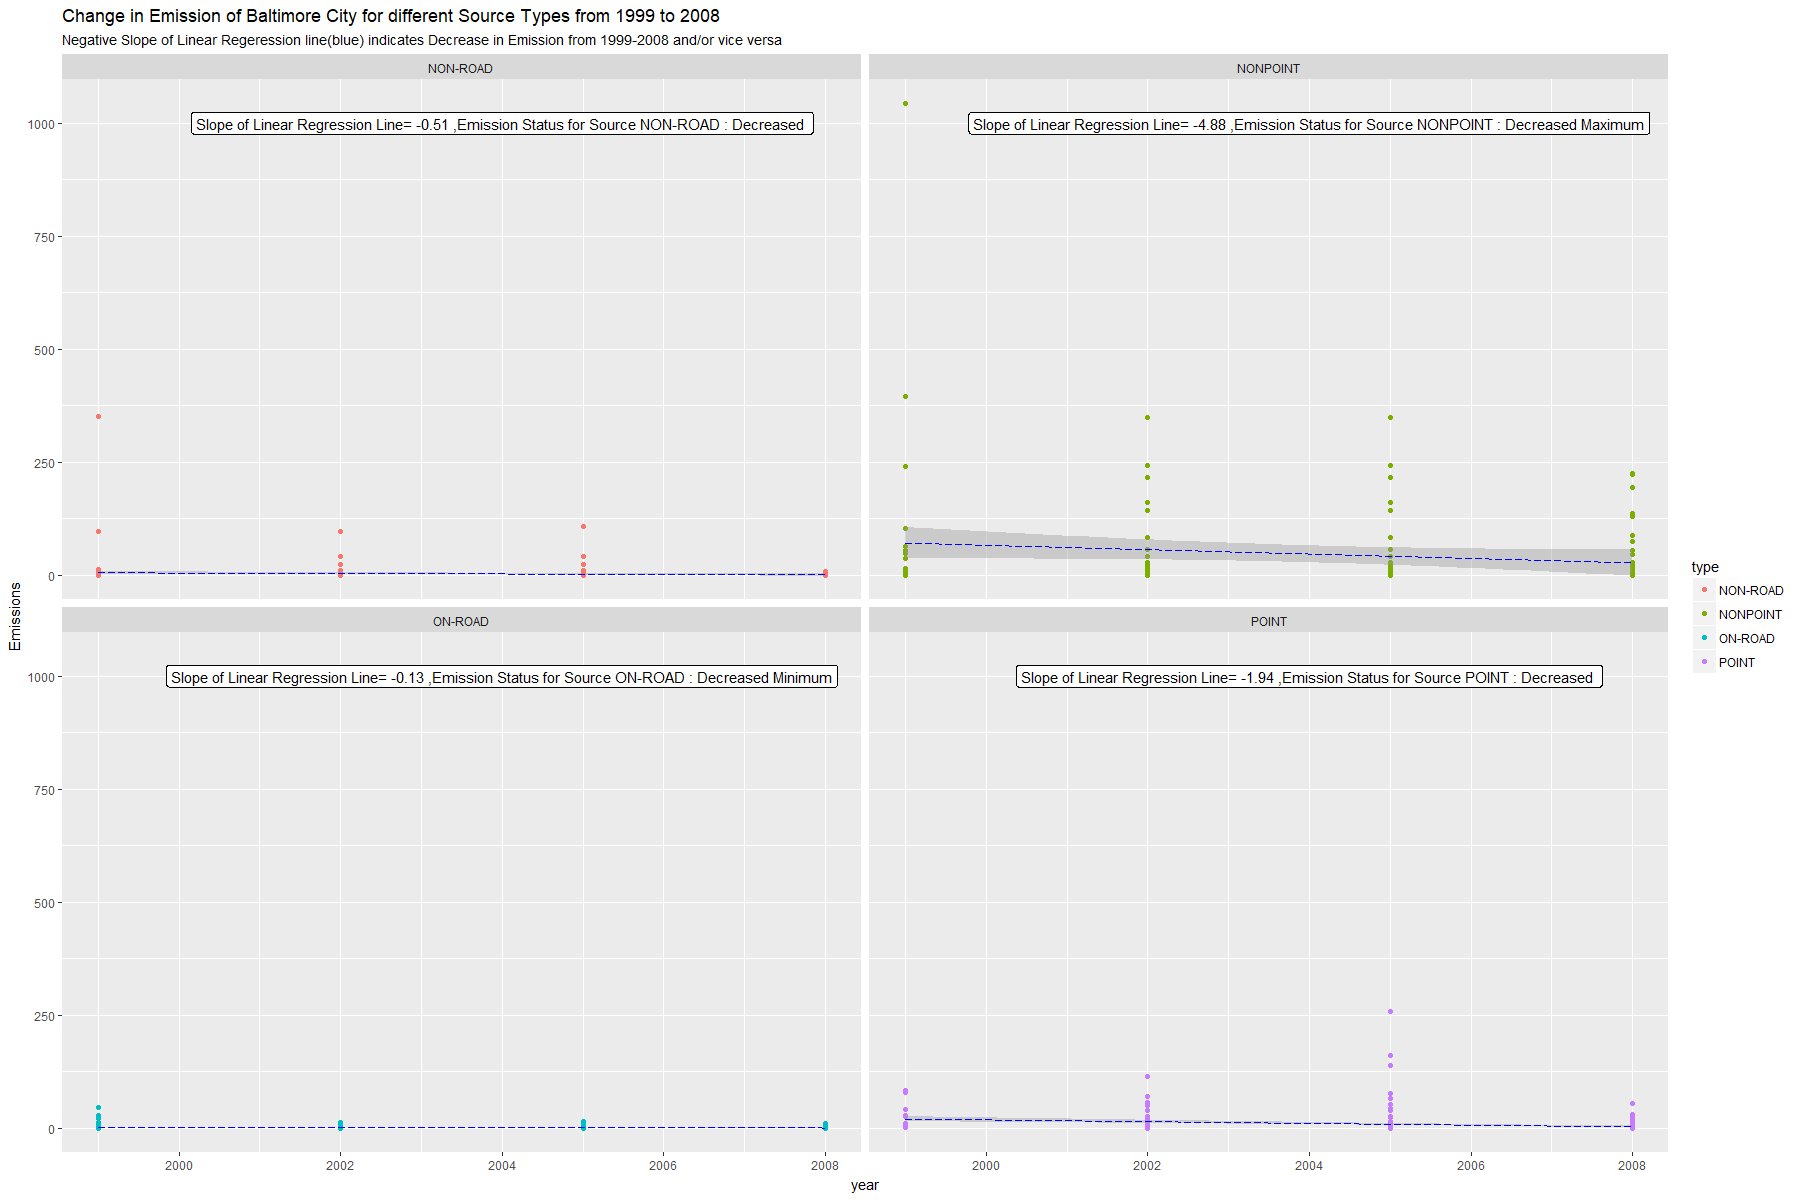 Change in Emission of Baltimore City for different Source Types from 1999 to 2008
Negative Slope of Linear Regeression line(blue) indicates Decrease in Emission from 1999-2008 and/or vice versa
NON-ROAD
NONPOINT
1000
750
500
250
0
Slope of Linear Regression Line= -0.51 ,Emission Status for Source NON-ROAD : Decreased
Slope of Linear Regression Line= -4.88 ,Emission Status for Source NONPOINT : Decreased Maximum
Emissions
ON-ROAD
POINT
1000
750
500
250
0
Slope of Linear Regression Line= -0.13 ,Emission Status for Source ON-ROAD : Decreased Minimum
Slope of Linear Regression Line= -1.94 ,Emission Status for Source POINT : Decreased
2000 2002 2004 2006 2008
2000 2002 2004 2006 2008
year
type
NON-ROAD
NONPOINT
ON-ROAD
POINT